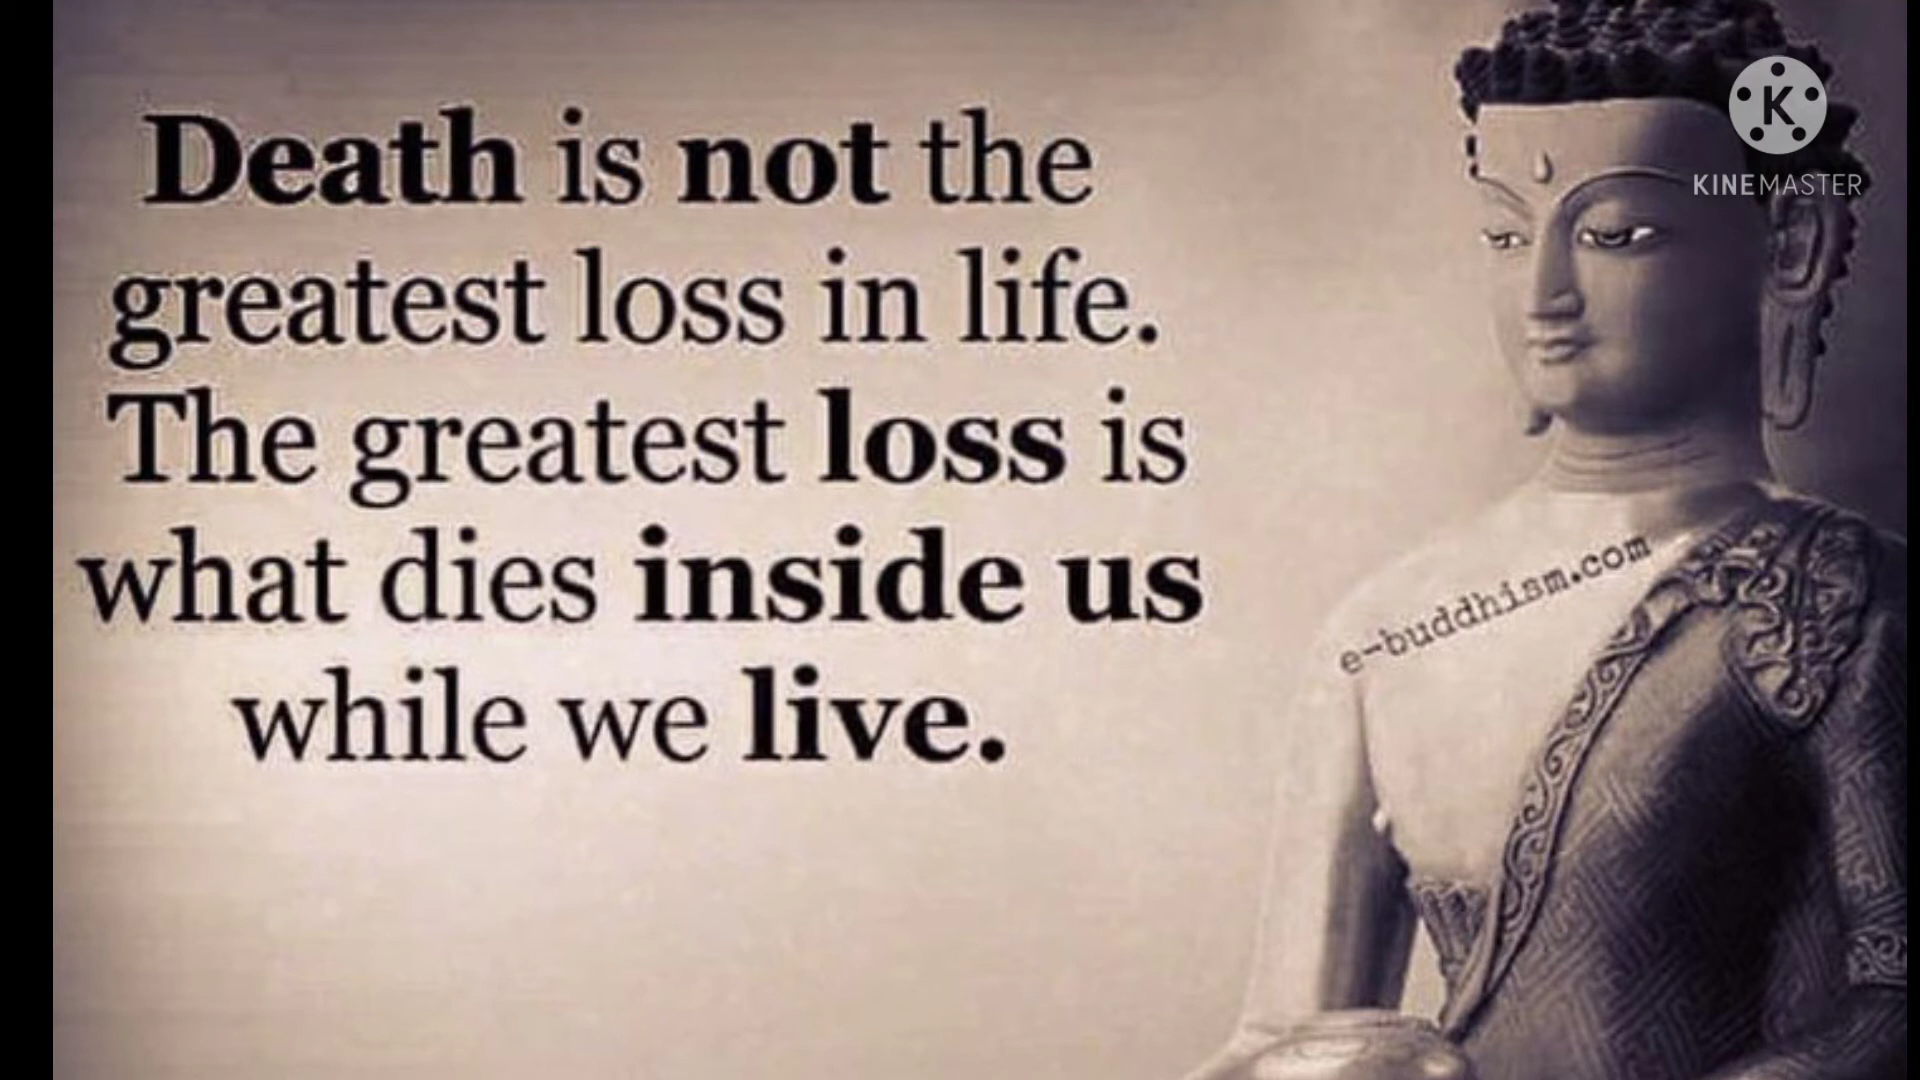 Death is not the
greatest loss in life.
The greatest loss is
what dies inside us
while we live.
K
KINEMASTER
e-buddhism.com